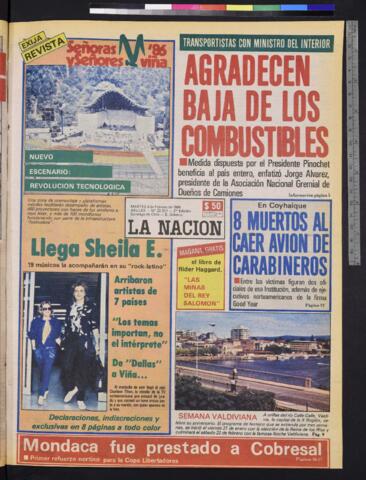 EXIJA
REVISTA
Señoras
y Señores
'86
Viña
TRANSPORTISTAS CON MINISTRO DEL INTERIOR
AGRADECEN
BAJA DE LOS
COMBUSTIBLES
Medida dispuesta por el Presidente Pinochet
beneficia al país entero, enfatizó Jorge Alvarez,
presidente de la Asociación Nacional Gremial de
Dueños de Camiones
NUEVO
ESCENARIO:
REVOLUCION TECNOLOGICA
$ 50
LA NACION
En Coyhaique
8 MUERTOS AL
CAER AVION DE
CARABINEROS
Entre las víctimas figuran dos ofi-
ciales de esa Institución, además de eje-
cutivos norteamericanos de la firma
Good Year
Llega Sheila E.
19 músicos la acompañarán en su "rock-latino"
Arribaron
artistas de
7 países
"Los temas
importan, no
el intérprete"
De "Dallas"
a Viña...
MAÑANA, GRATIS
el libro de
Rider Haggard,
"LAS
MINAS
DEL REY
SALOMON"
Declaraciones, indiscreciones y
exclusivas en 8 páginas a todo color
SEMANA VALDIVIANA
Mondaca fue prestado a Cobresal
Primer refuerzo nortino para la Copa Libertadores